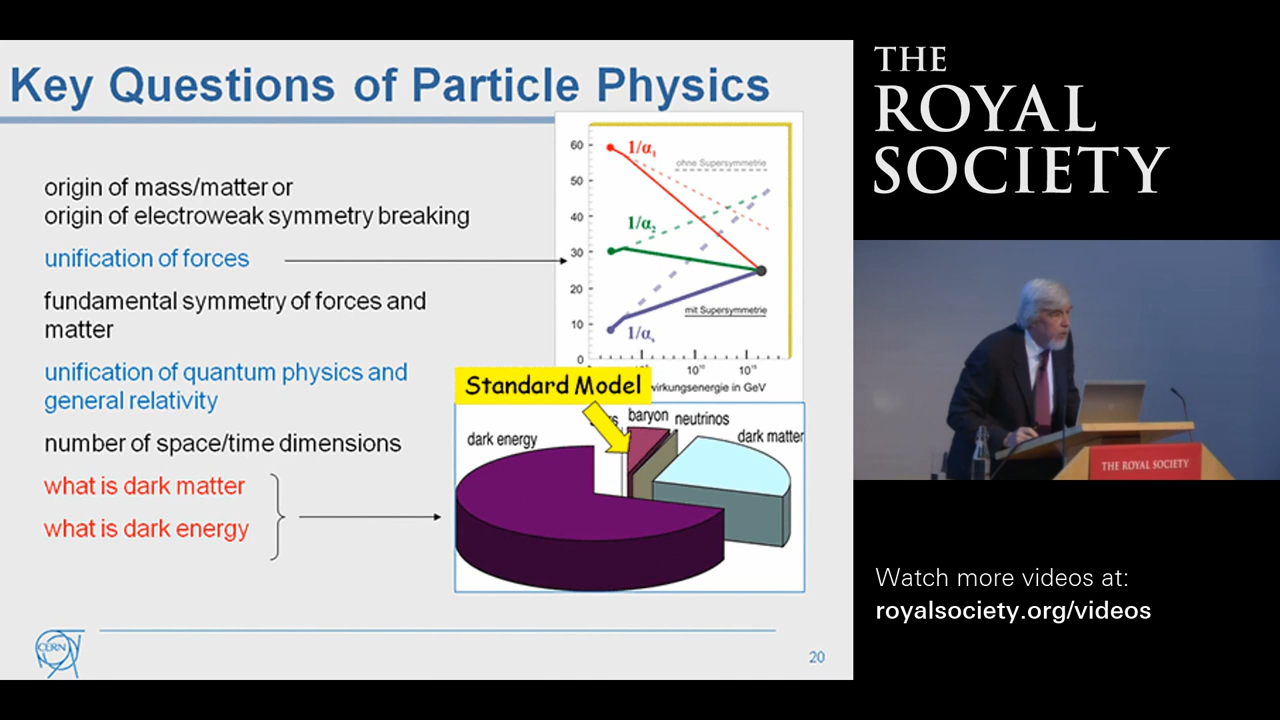 Key Questions of Particle Physics
origin of mass/matter or
origin of electroweak symmetry breaking
unification of forces
fundamental symmetry of forces and
matter
unification of quantum physics and
general relativity
number of space/time dimensions
what is dark matter
what is dark energy
60
50
40
30
20
10
0
1/α₁
ohne Supersymmetrie
1/α₂
mit Supersymmetrie
1/αₛ
10¹⁰
10¹⁵
wirkungsenergie in GeV
Standard Model
dark energy
baryon
neutrinos
dark matter
CERN
20
THE
ROYAL
SOCIETY
THE ROYAL SOCIETY
Watch more videos at:
royalsociety.org/videos